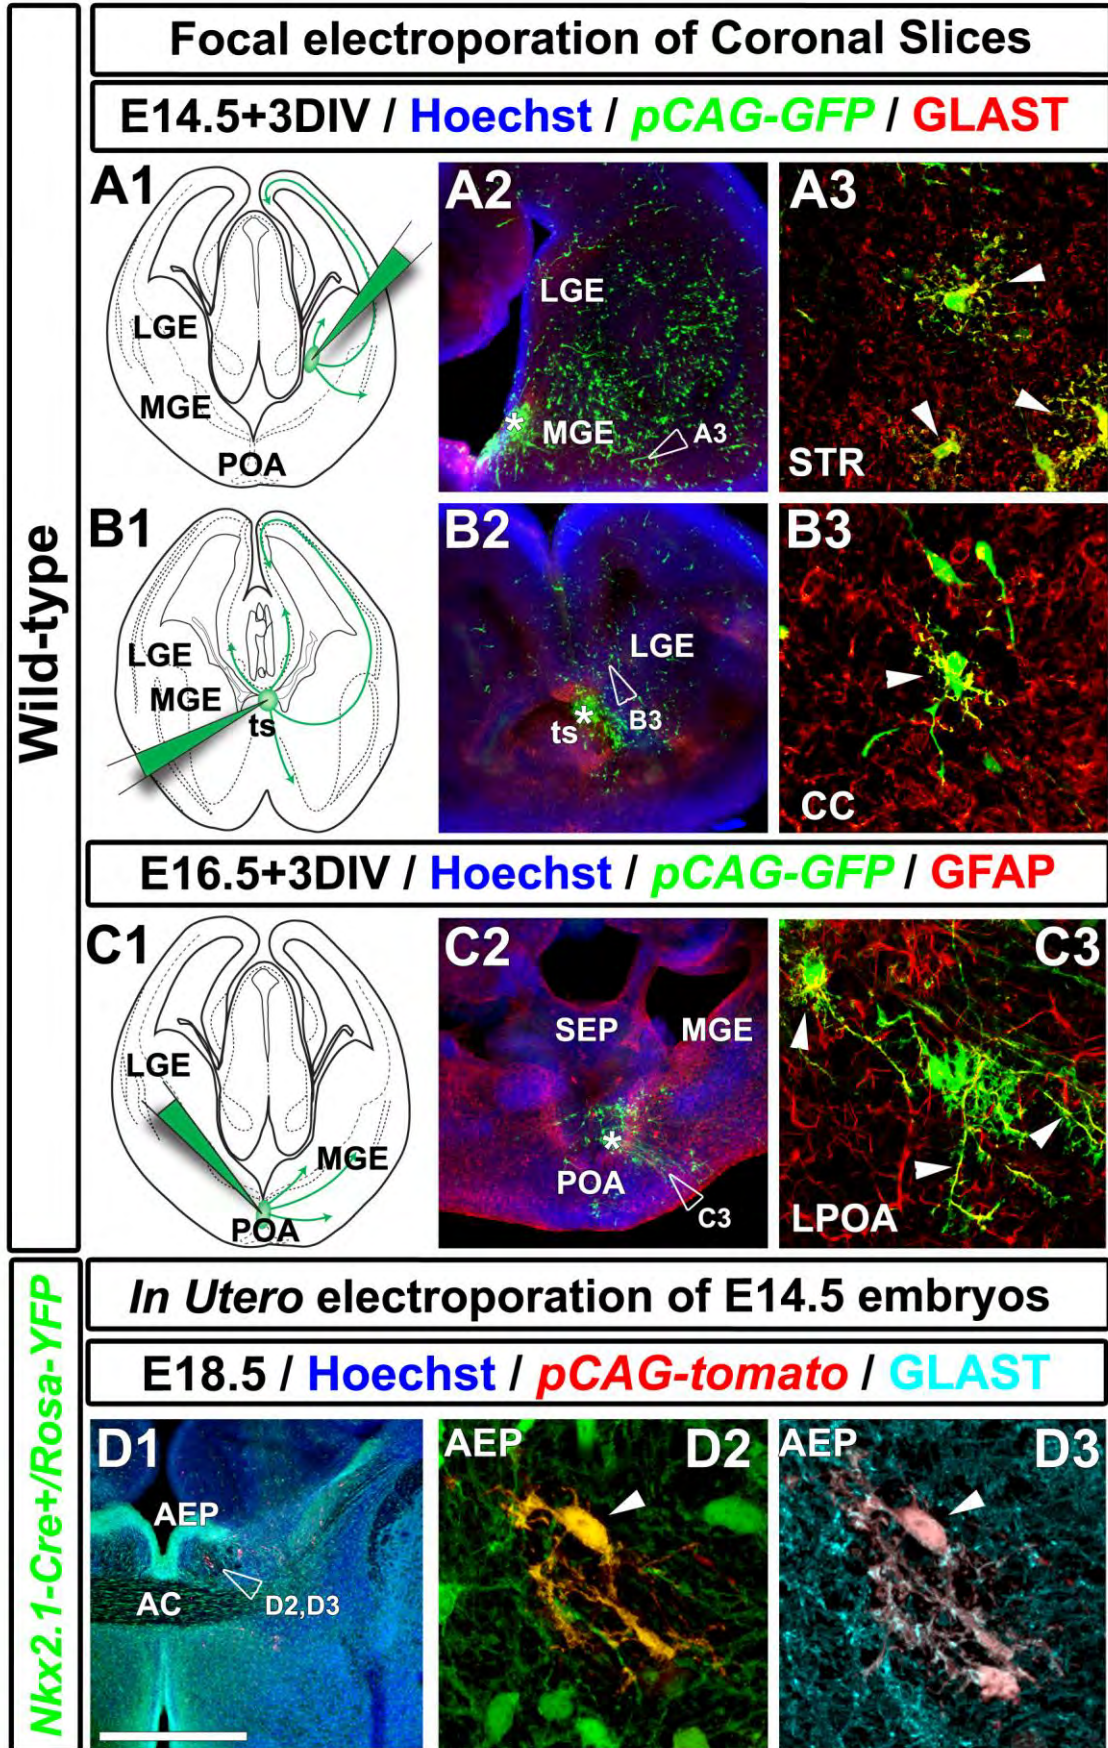 Wild-type
Focal electroporation of Coronal Slices
E14.5+3DIV / Hoechst / pCAG-GFP / GLAST
A1
LGE
MGE
POA
A2
LGE
*
MGE
A3
A3
STR
B1
LGE
MGE
ts
B2
LGE
*
ts
B3
B3
CC
E16.5+3DIV / Hoechst / pCAG-GFP / GFAP
C1
LGE
MGE
POA
C2
SEP
MGE
*
POA
C3
C3
LPOA
Nkx2.1-Cre+/Rosa-YFP
In Utero electroporation of E14.5 embryos
E18.5 / Hoechst / pCAG-tomato / GLAST
D1
AEP
AC
D2,D3
AEP
D2
AEP
D3